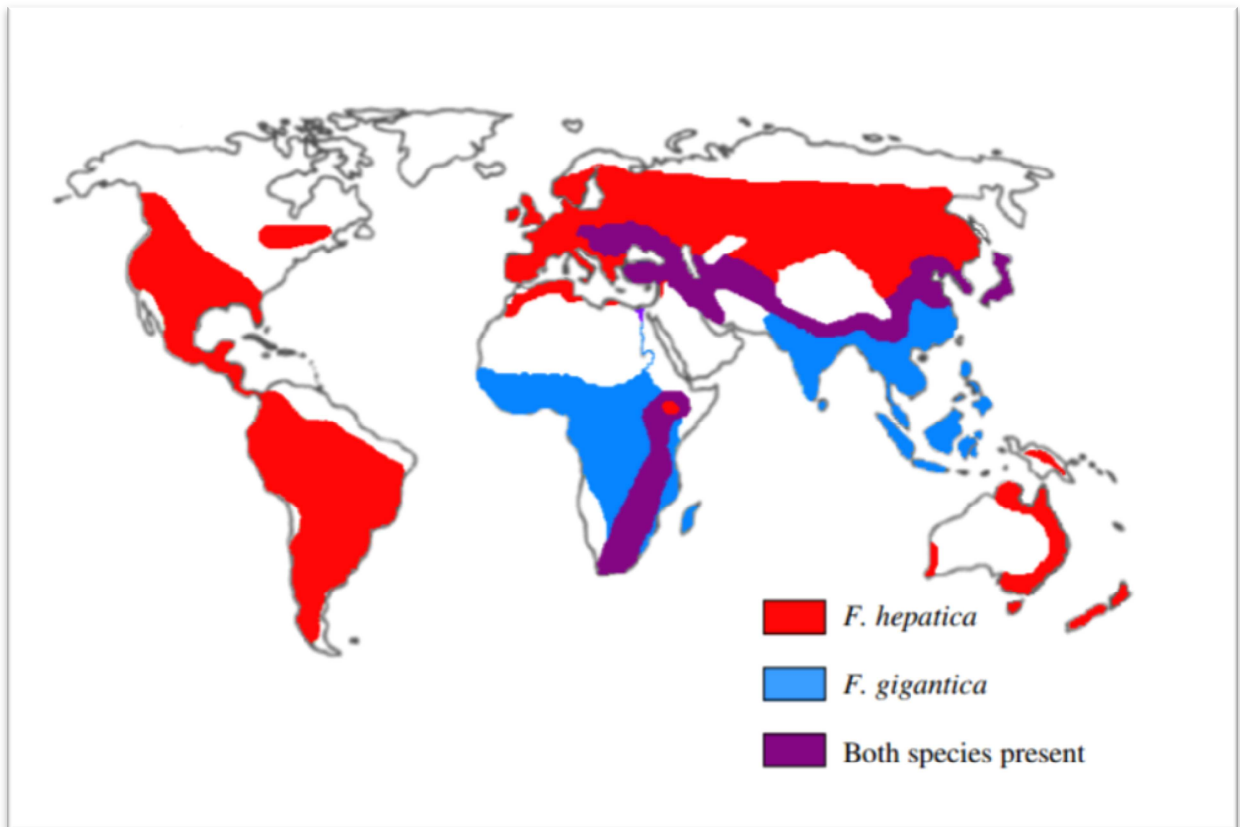 F. hepatica
F. gigantica
Both species present